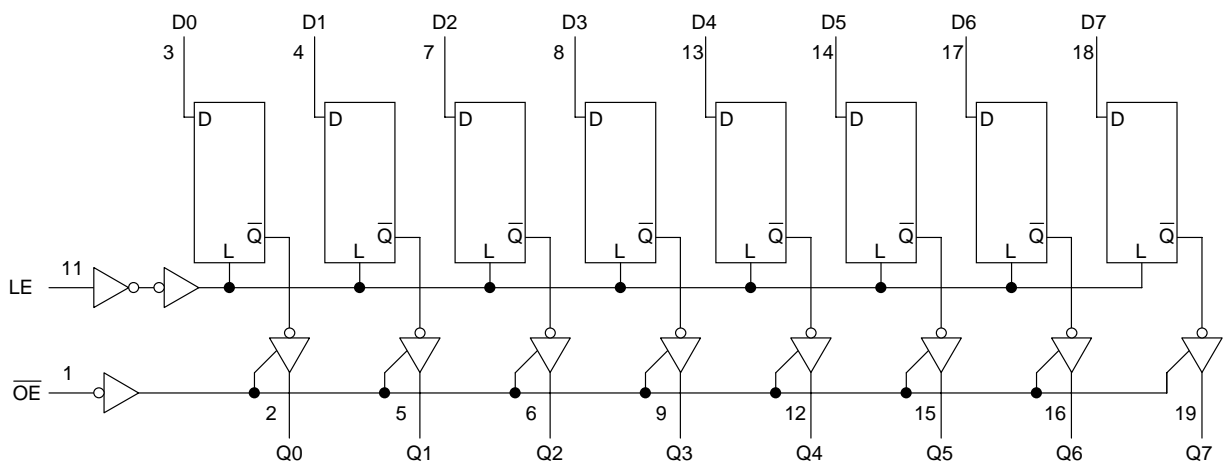 D0 D1 D2 D3 D4 D5 D6 D7
3 4 7 8 13 14 17 18
D D D D D D D D
Q̅ Q̅ Q̅ Q̅ Q̅ Q̅ Q̅ Q̅
L L L L L L L L
11
LE
1
O̅E̅
2 5 6 9 12 15 16 19
Q0 Q1 Q2 Q3 Q4 Q5 Q6 Q7